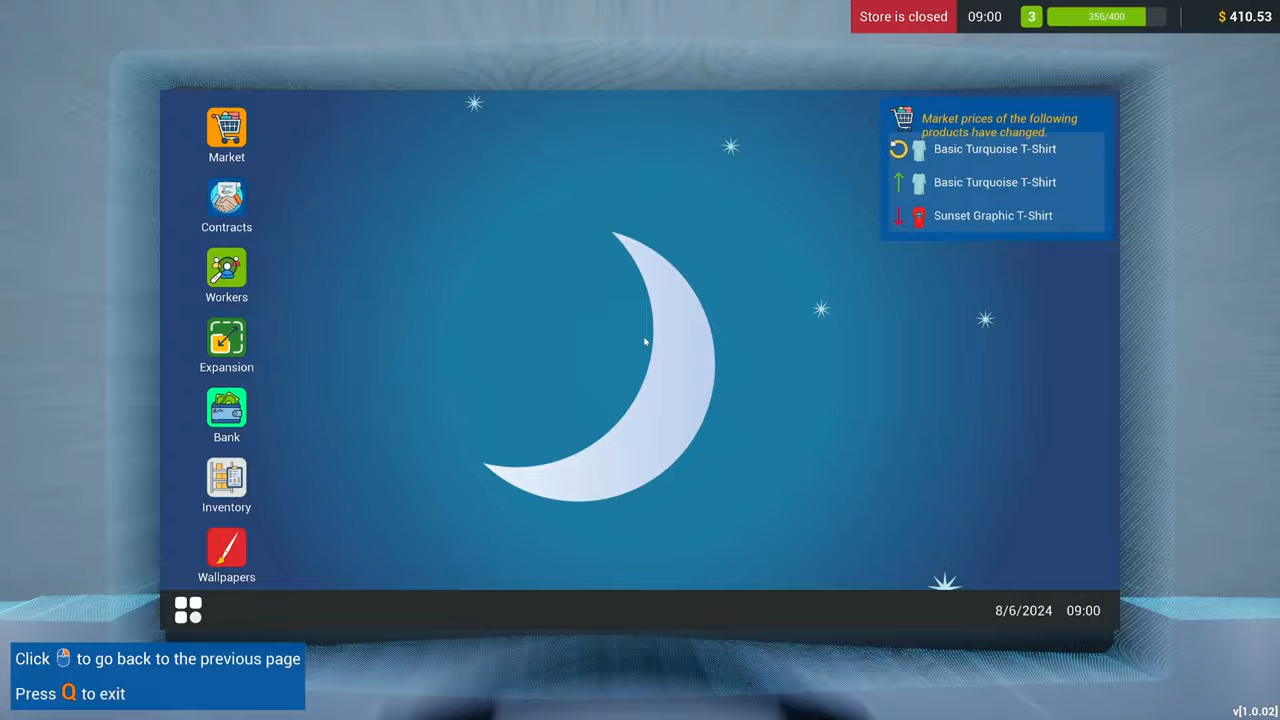 Store is closed
09:00
3
356/400
$ 410.53
Market
Contracts
Workers
Expansion
Bank
Inventory
Wallpapers
Market prices of the following
products have changed.
Basic Turquoise T-Shirt
Basic Turquoise T-Shirt
Sunset Graphic T-Shirt
8/6/2024 09:00
Click to go back to the previous page
Press Q to exit
v[1.0.02]